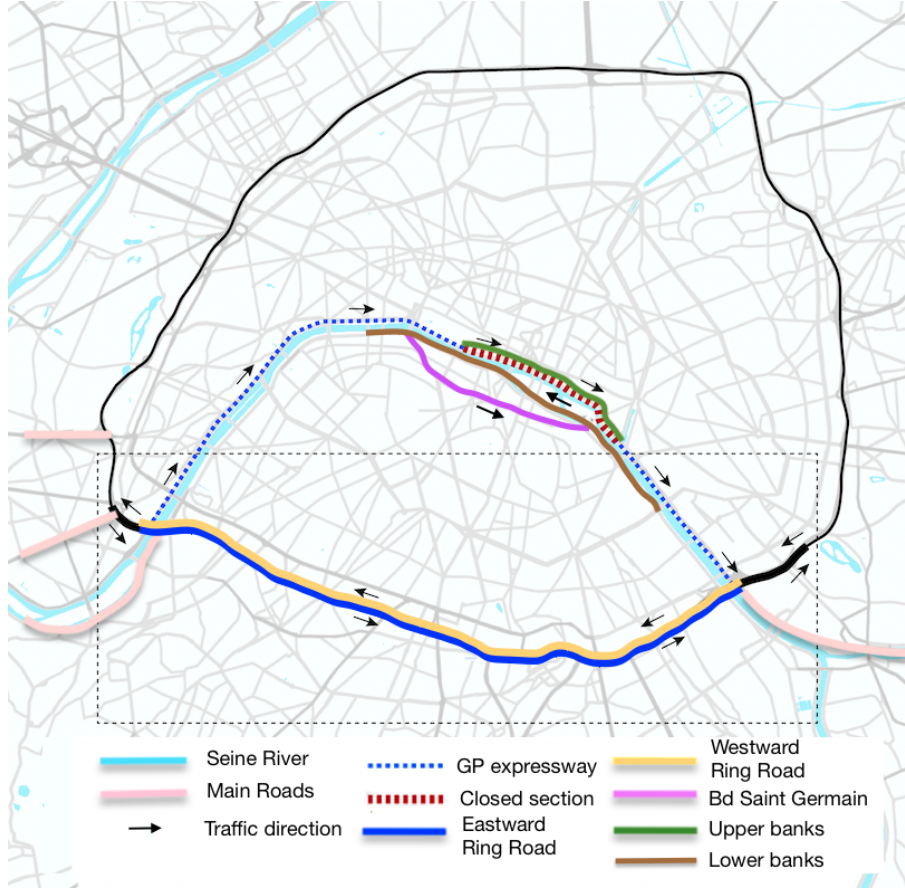 Seine River
Main Roads
Traffic direction
GP expressway
Closed section
Eastward
Ring Road
Westward
Ring Road
Bd Saint Germain
Upper banks
Lower banks